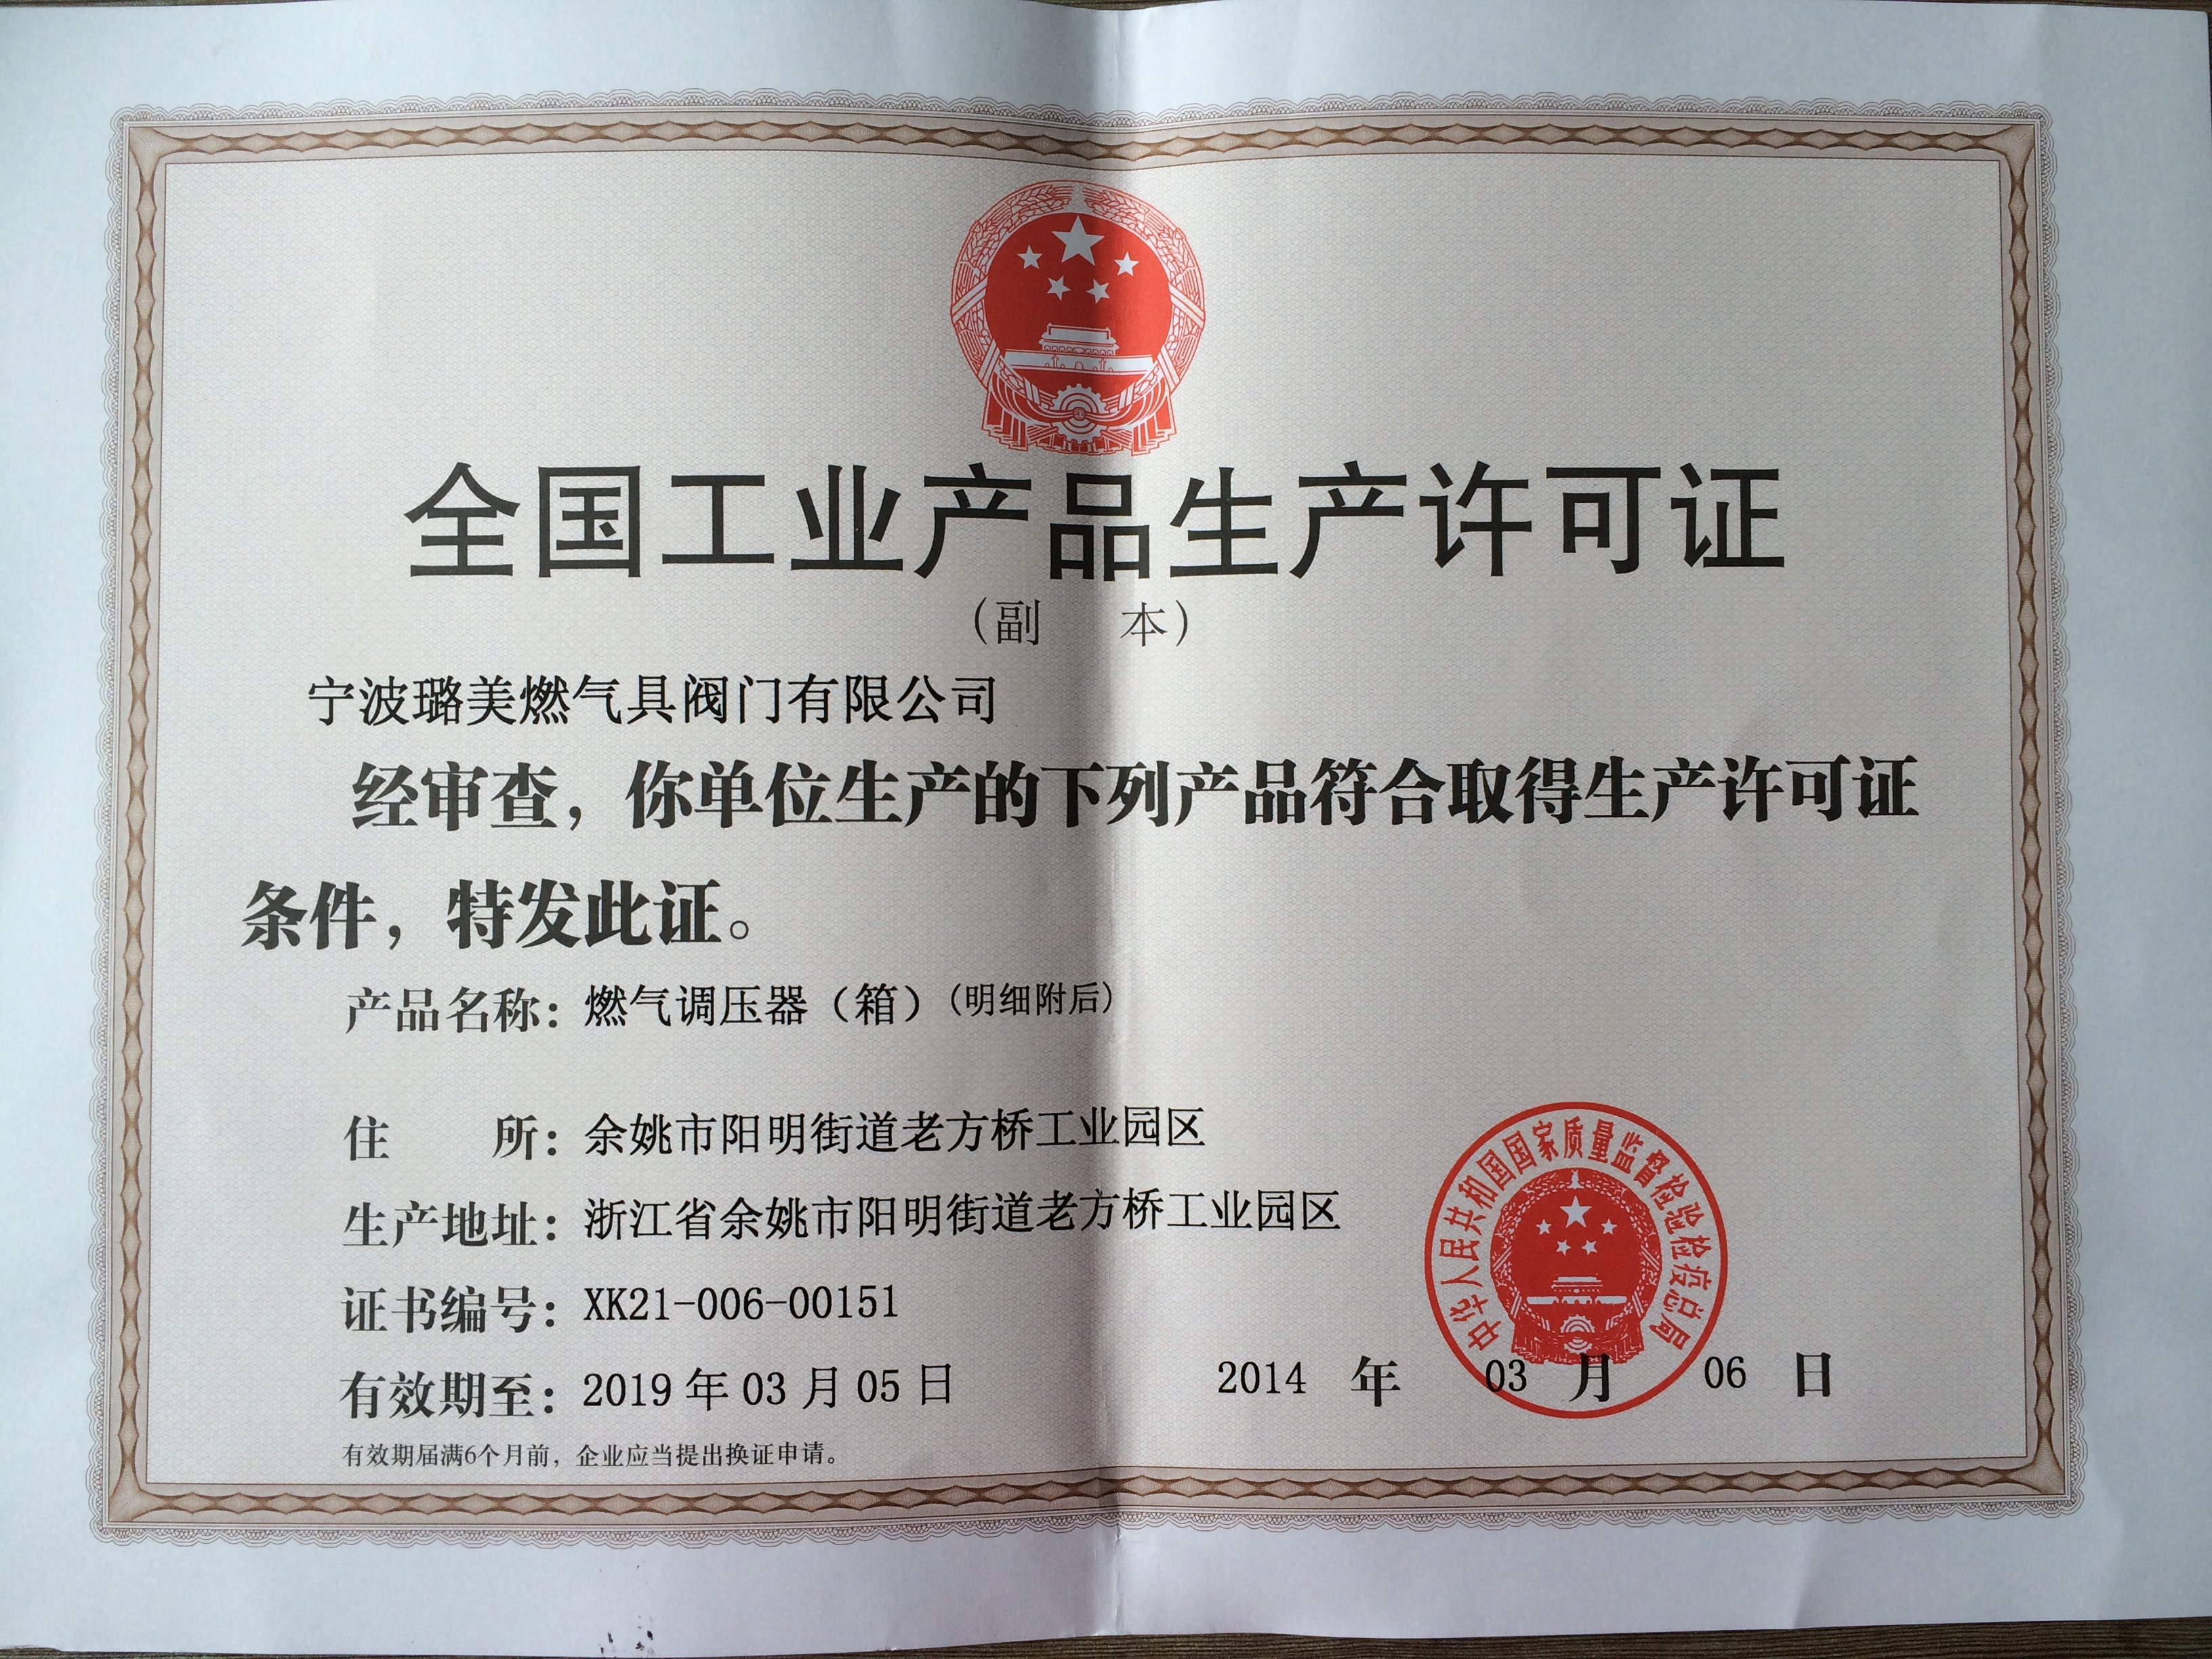 全国工业产品生产许可证
（副 本）
宁波璐美燃气具阀门有限公司
经审查，你单位生产的下列产品符合取得生产许可证
条件，特发此证。
产品名称：燃气调压器（箱）(明细附后)
住 所：余姚市阳明街道老方桥工业园区
生产地址：浙江省余姚市阳明街道老方桥工业园区
证书编号：XK21-006-00151
有效期至：2019 年 03 月 05 日
中华人民共和国国家质量监督检验检疫总局
2014 年 03 月 06 日
有效期届满6个月前，企业应当提出换证申请。